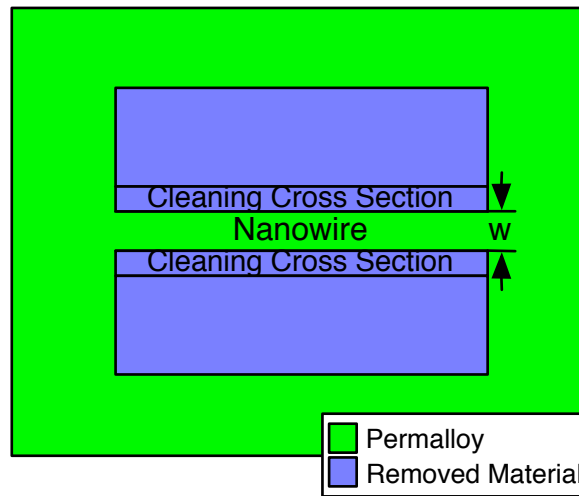 Cleaning Cross Section
Nanowire
w
Cleaning Cross Section
Permalloy
Removed Material